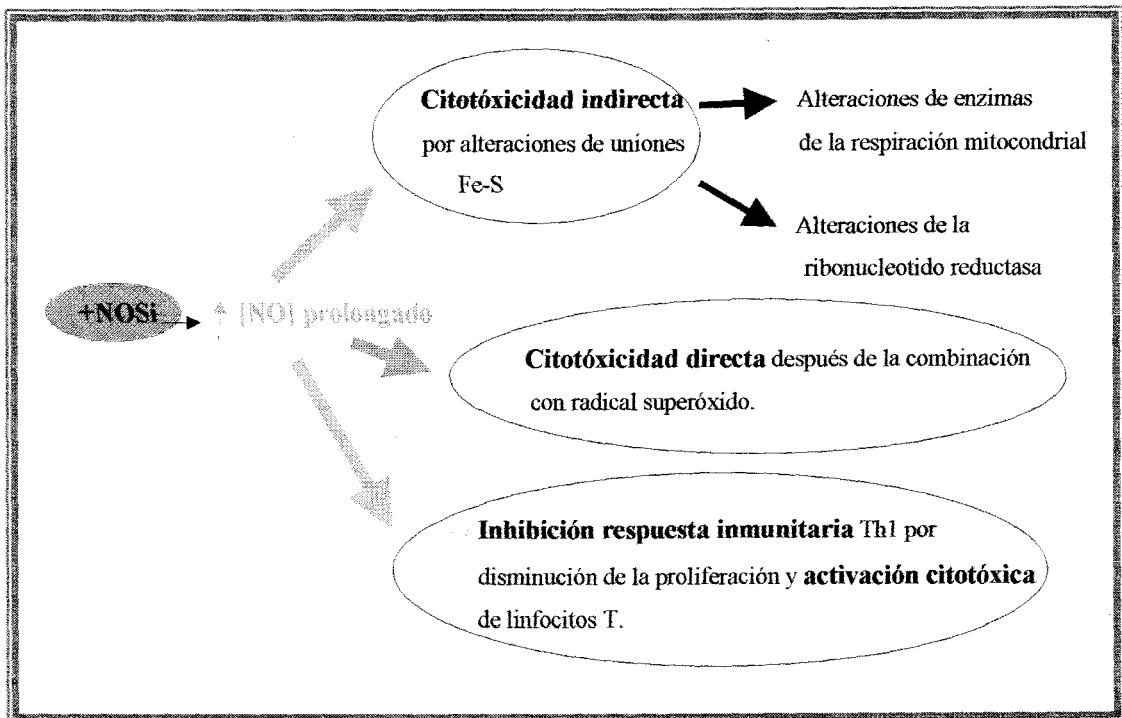 Citotóxicidad indirecta
por alteraciones de uniones
Fe-S
Alteraciones de enzimas
de la respiración mitocondrial
Alteraciones de la
ribonucleotido reductasa
+NOSi
↑ [NO] prolongado
Citotóxicidad directa después de la combinación
con radical superóxido.
Inhibición respuesta inmunitaria Th1 por
disminución de la proliferación y activación citotóxica
de linfocitos T.